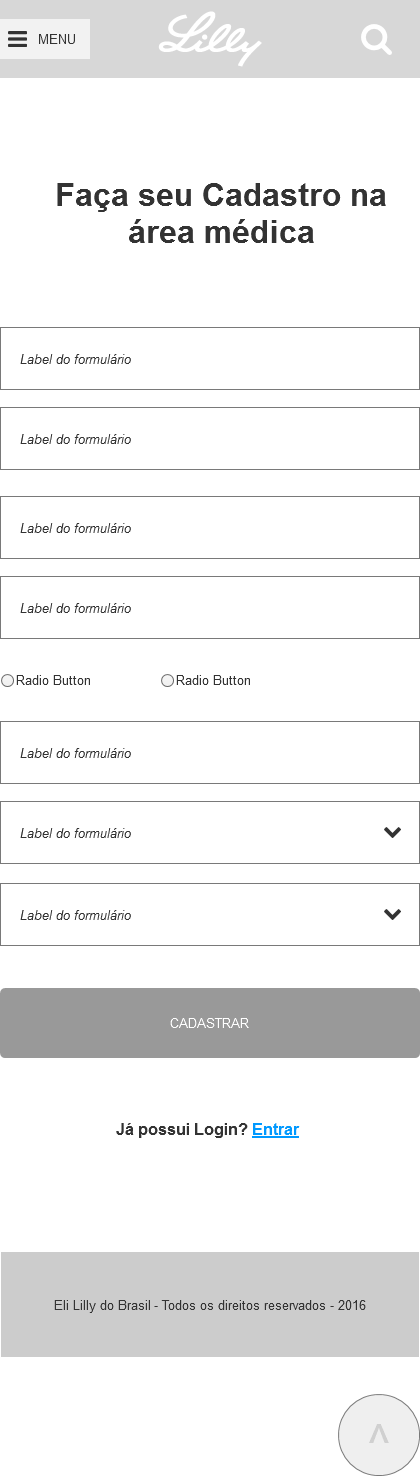 MENU
Lilly
Faça seu Cadastro na
área médica
Label do formulário
Label do formulário
Label do formulário
Label do formulário
Radio Button Radio Button
Label do formulário
Label do formulário
Label do formulário
CADASTRAR
Já possui Login? Entrar
Eli Lilly do Brasil - Todos os direitos reservados - 2016